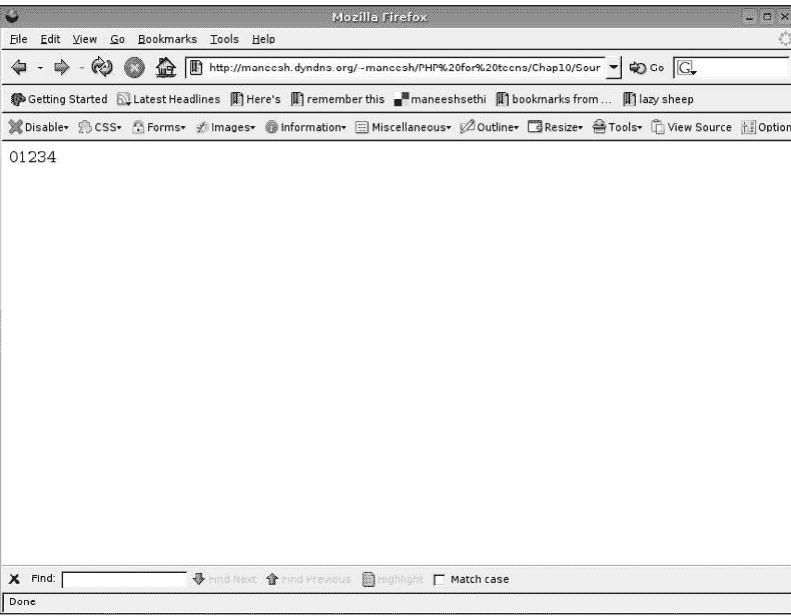 Mozilla Firefox
File Edit View Go Bookmarks Tools Help
http://maneesh.dyndns.org/~maneesh/PHP%20for%20teens/Chap10/Sour Go G
Getting Started Latest Headlines Here's remember this maneeshsethi bookmarks from ... lazy sheep
Disable CSS Forms Images Information Miscellaneous Outline Resize Tools View Source Option
01234
Find: Find Next Find Previous Highlight Match case
Done